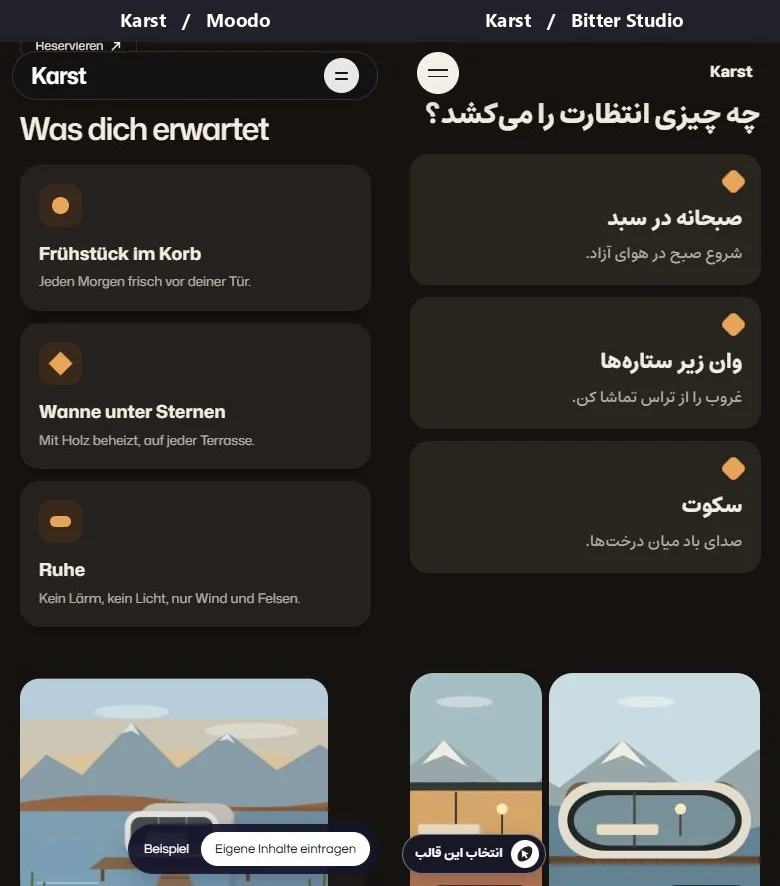 Karst / Moodo
Karst / Bitter Studio
Reservieren
Karst
Was dich erwartet
Frühstück im Korb
Jeden Morgen frisch vor deiner Tür.
Wanne unter Sternen
Mit Holz beheizt, auf jeder Terrasse.
Ruhe
Kein Lärm, kein Licht, nur Wind und Felsen.
Beispiel
Eigene Inhalte eintragen
Karst
چه چیزی انتظارت را می‌کشد؟
صبحانه در سبد
شروع صبح در هوای آزاد.
وان زیر ستاره‌ها
غروب را از تراس تماشا کن.
سکوت
صدای باد میان درخت‌ها.
انتخاب این قالب